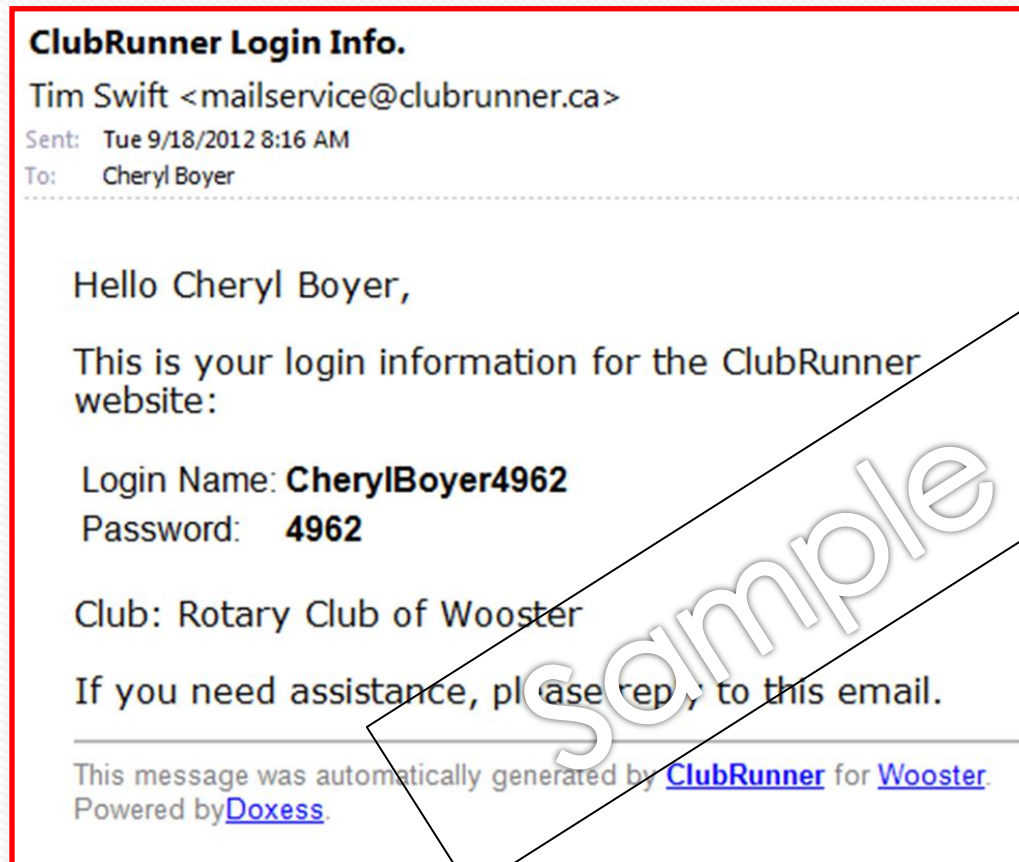 ClubRunner Login Info.
Tim Swift <mailservice@clubrunner.ca>
Sent: Tue 9/18/2012 8:16 AM
To: Cheryl Boyer
Hello Cheryl Boyer,
This is your login information for the ClubRunner
website:
Login Name: CherylBoyer4962
Password: 4962
Club: Rotary Club of Wooster
If you need assistance, please reply to this email.
Sample
This message was automatically generated by ClubRunner for Wooster.
Powered byDoxess.